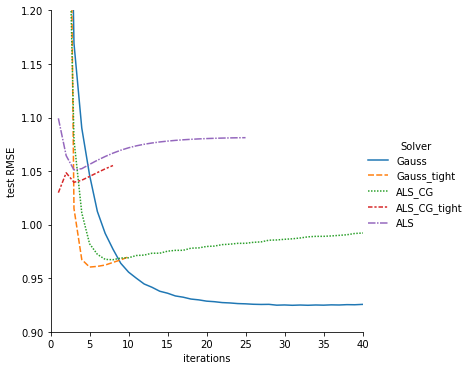 1.20
1.15
1.10
1.05
1.00
0.95
0.90
test RMSE
0 5 10 15 20 25 30 35 40
iterations
Solver
Gauss
Gauss_tight
ALS_CG
ALS_CG_tight
ALS